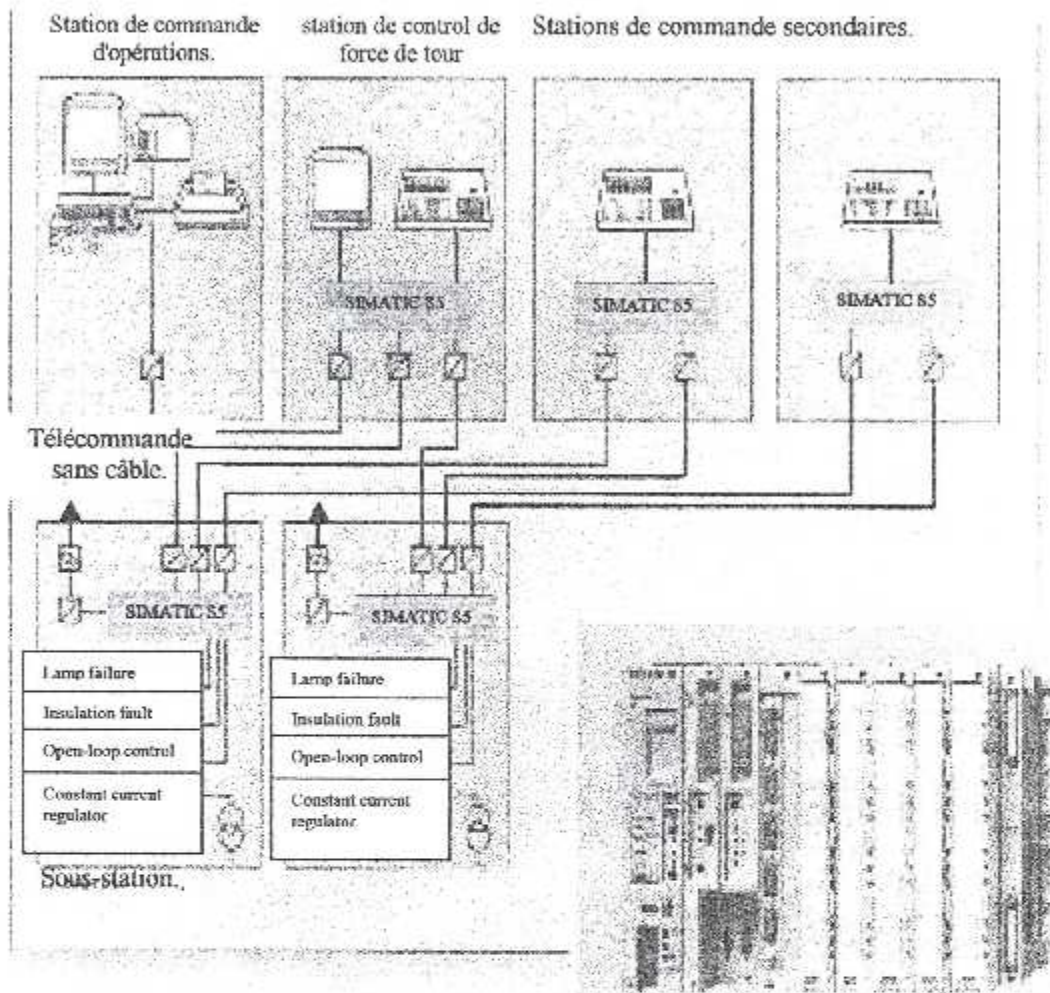 Station de commande
d'opérations.
station de control de
force de tour
Stations de commande secondaires.
SIMATIC S5
SIMATIC S5
SIMATIC S5
Télécommande
sans câble.
SIMATIC S5
SIMATIC S5
Lamp failure
Insulation fault
Open-loop control
Constant current
regulator
Lamp failure
Insulation fault
Open-loop control
Constant current
regulator
Sous-station.